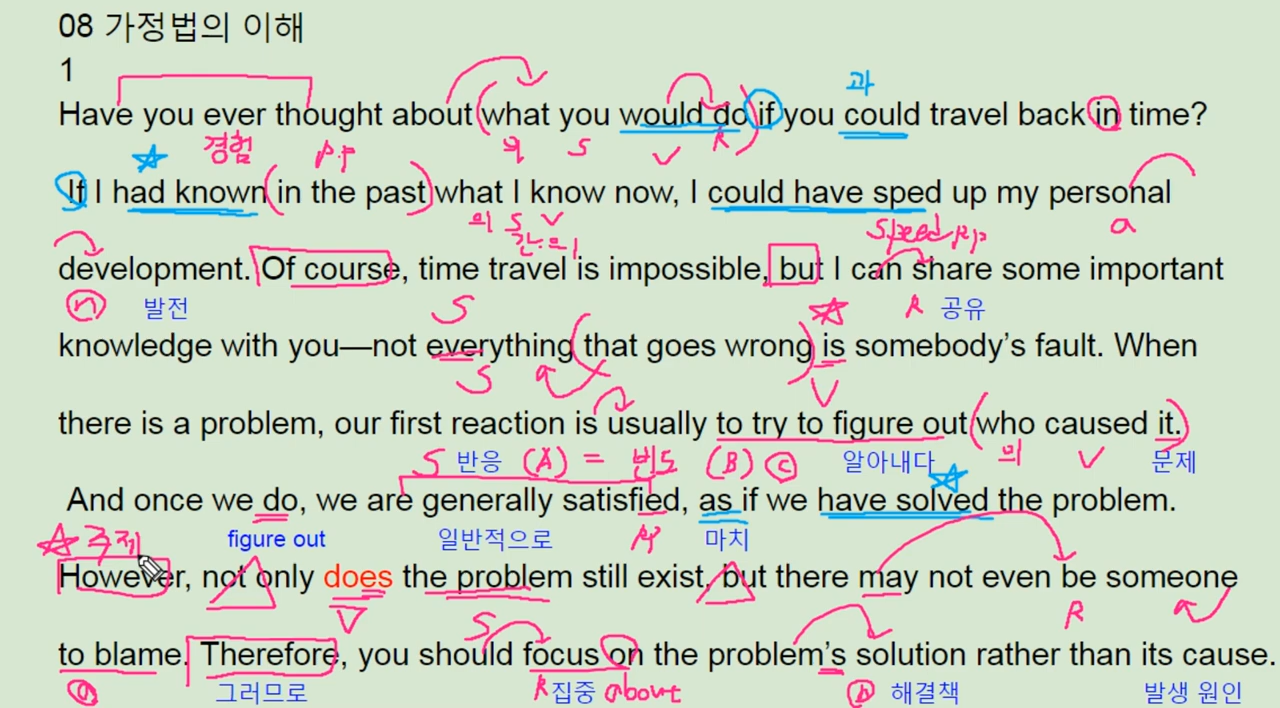 08 가정법의 이해
1
과
Have you ever thought about what you would do if you could travel back in time?
경험 p.p 의 S V R
If I had known in the past what I know now, I could have sped up my personal
의 S V speed pp a
간·의
development. Of course, time travel is impossible, but I can share some important
n 발전 S R 공유
knowledge with you—not everything that goes wrong is somebody's fault. When
S V
there is a problem, our first reaction is usually to try to figure out who caused it.
S 반응 (A) = 빈도 (B) C 알아내다 의 V 문제
And once we do, we are generally satisfied, as if we have solved the problem.
주제 figure out 일반적으로 pp 마치
However, not only does the problem still exist, but there may not even be someone
V S R
to blame. Therefore, you should focus on the problem's solution rather than its cause.
a 그러므로 R 집중 about n 해결책 발생 원인